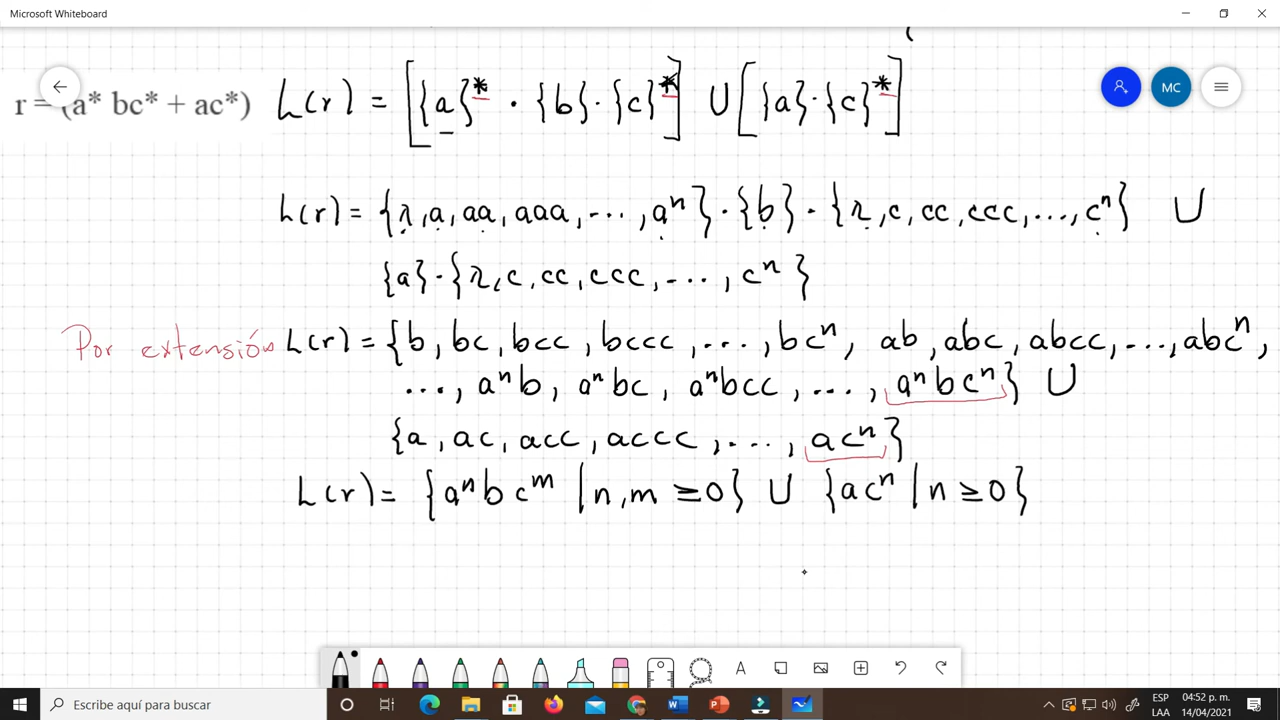 Microsoft Whiteboard
r = (a* bc* + ac*) L(r) = [{a}* · {b} · {c}*] ∪ [{a} · {c}*]
MC
L(r) = {λ, a, aa, aaa, ..., aⁿ} · {b} · {λ, c, cc, ccc, ..., cⁿ} ∪
{a} · {λ, c, cc, ccc, ..., cⁿ}
Por extensión L(r) = {b, bc, bcc, bccc, ..., bcⁿ, ab, abc, abcc, ..., abcⁿ,
..., aⁿb, aⁿbc, aⁿbcc, ..., aⁿbcⁿ} ∪
{a, ac, acc, accc, ..., acⁿ}
L(r) = {aⁿbcᵐ | n,m ≥ 0} ∪ {acⁿ | n ≥ 0}
Escribe aquí para buscar
ESP
LAA
04:52 p. m.
14/04/2021